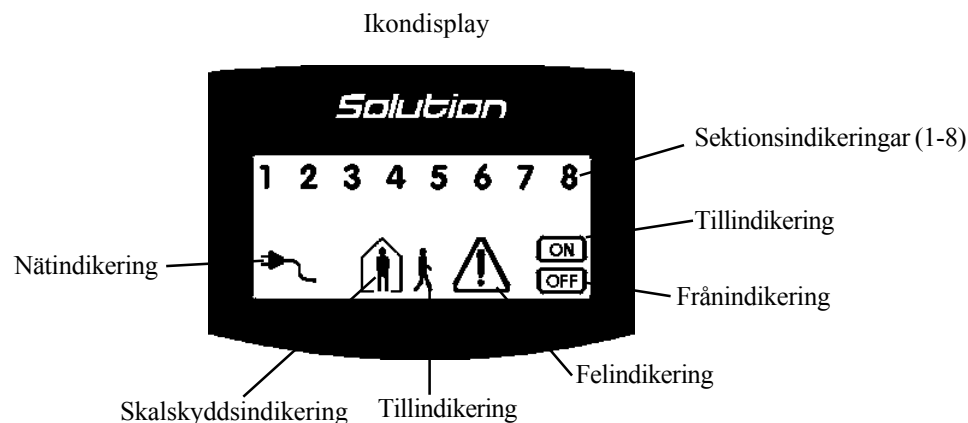 Ikondisplay
Solution
Sektionsindikeringar (1-8)
1 2 3 4 5 6 7 8
Tillindikering
ON
Nätindikering
OFF
Frånindikering
Felindikering
Skalskyddsindikering
Tillindikering